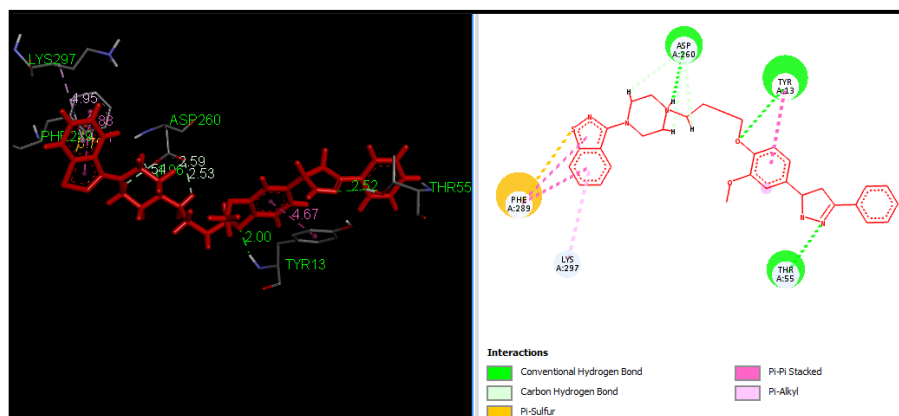 LYS297
4.95
ASP260
2.59
2.53
2.52
THR55
4.67
2.00
TYR13
ASP
A:260
TYR
A:13
H
H
N
N
N
H
H
S
O
O
PHE
A:289
LYS
A:297
N
N
H
THR
A:55
Interactions
Conventional Hydrogen Bond
Carbon Hydrogen Bond
Pi-Sulfur
Pi-Pi Stacked
Pi-Alkyl